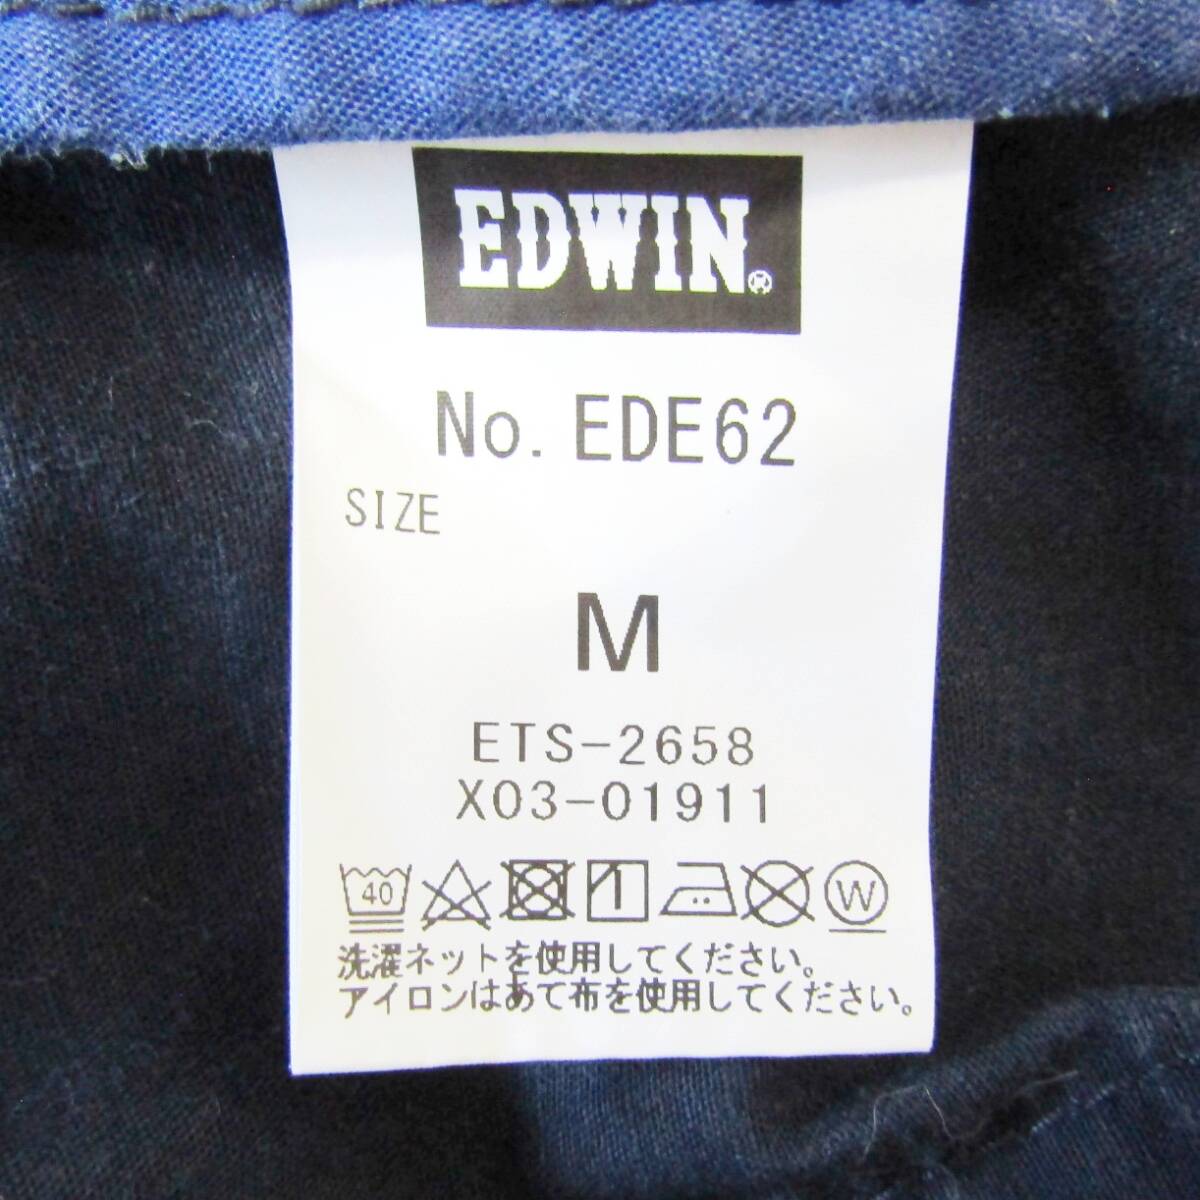 EDWIN®
No. EDE62
SIZE
M
ETS-2658
X03-01911
40 W
洗濯ネットを使用してください。
アイロンはあて布を使用してください。